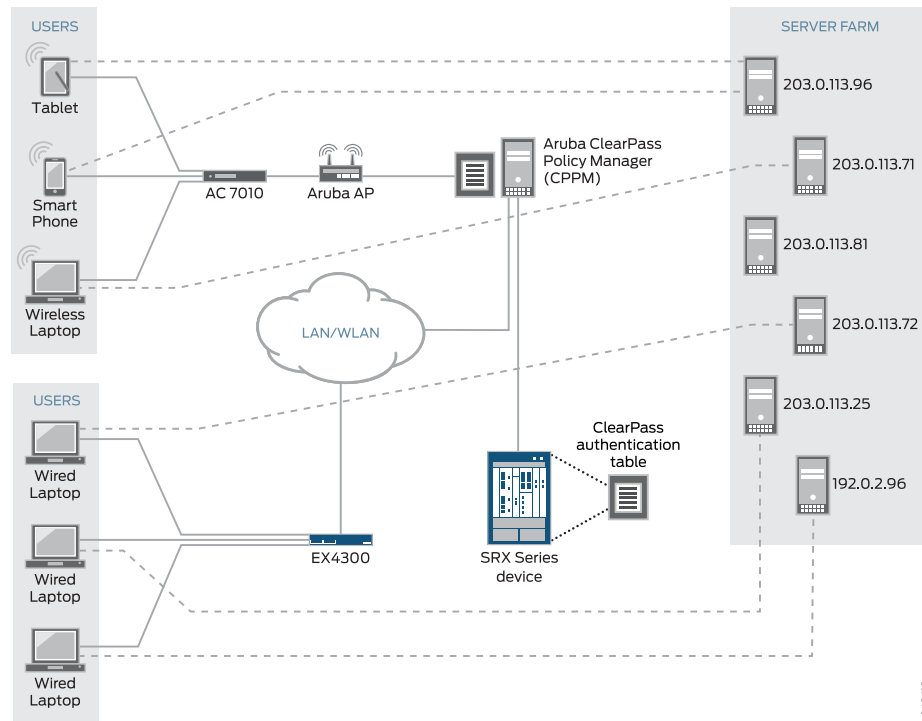 USERS
Tablet
Smart
Phone
Wireless
Laptop
AC 7010
Aruba AP
Aruba ClearPass
Policy Manager
(CPPM)
LAN/WLAN
SERVER FARM
203.0.113.96
203.0.113.71
203.0.113.81
203.0.113.72
203.0.113.25
192.0.2.96
USERS
Wired
Laptop
Wired
Laptop
Wired
Laptop
EX4300
SRX Series
device
ClearPass
authentication
table